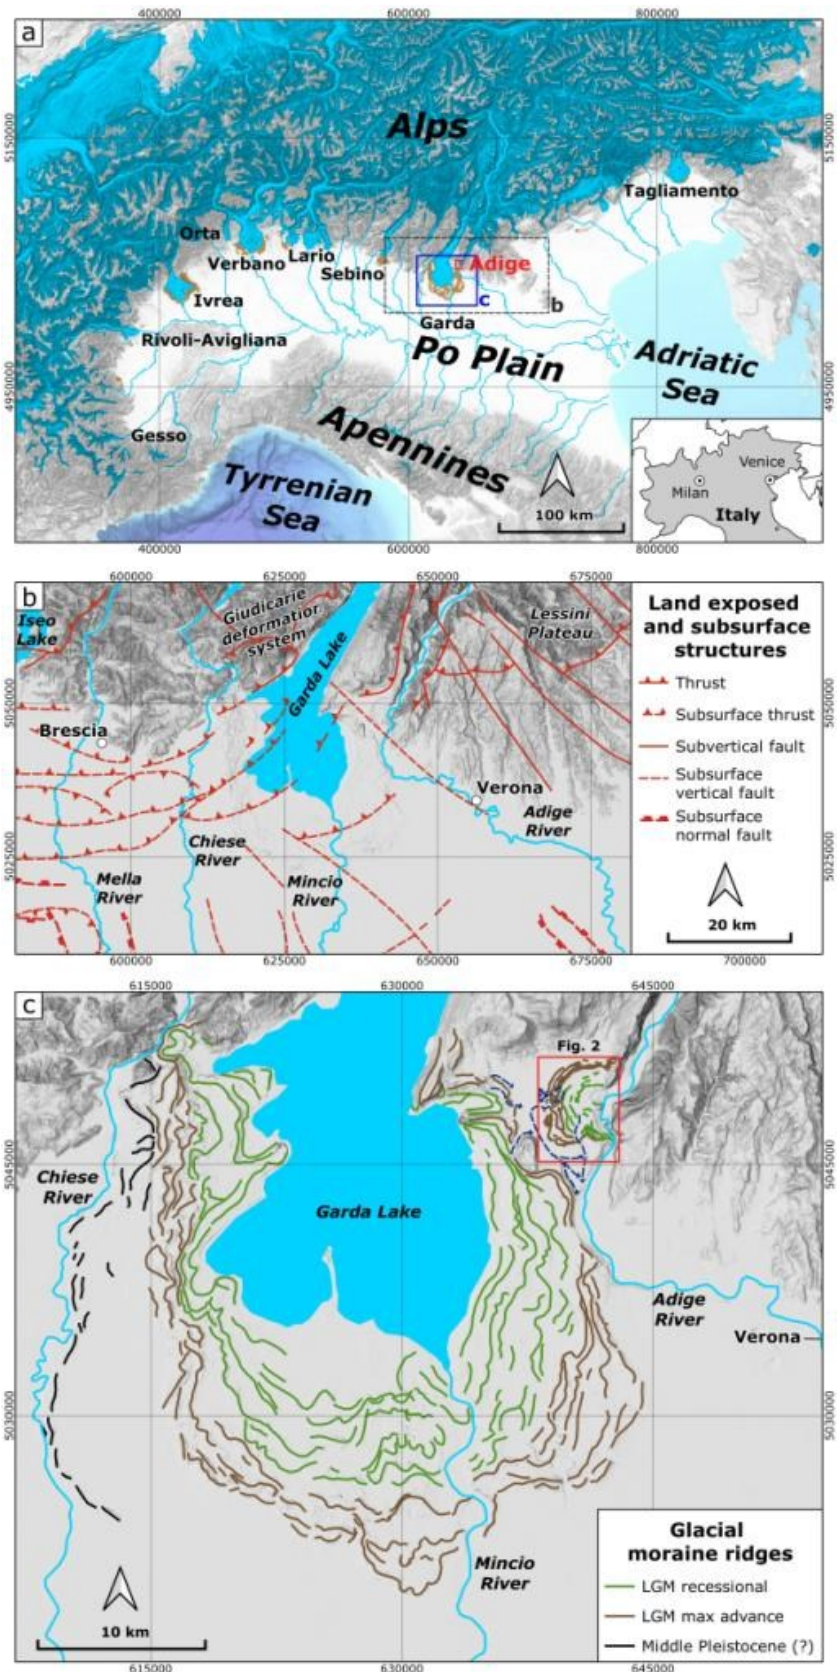 a
400000
600000
800000
5150000
5150000
Alps
Tagliamento
Orta
Verbano
Lario
Sebino
Adige
c
b
Ivrea
Garda
Rivoli-Avigliana
Po Plain
Adriatic
Sea
4950000
4950000
Gesso
Apennines
Tyrrenian
Sea
100 km
Venice
Milan
Italy
400000
600000
800000
b
600000
625000
650000
675000
Iseo
Lake
Giudicarie
deformation
system
Garda Lake
Lessini
Plateau
5050000
5050000
Brescia
Verona
Adige
River
Chiese
River
Mella
River
Mincio
River
5025000
5025000
Land exposed
and subsurface
structures
Thrust
Subsurface thrust
Subvertical fault
Subsurface
vertical fault
Subsurface
normal fault
20 km
600000
625000
650000
675000
700000
c
615000
630000
645000
Fig. 2
5045000
5045000
Chiese
River
Garda Lake
Adige
River
Verona
5030000
5030000
Mincio
River
10 km
Glacial
moraine ridges
LGM recessional
LGM max advance
Middle Pleistocene (?)
615000
630000
645000